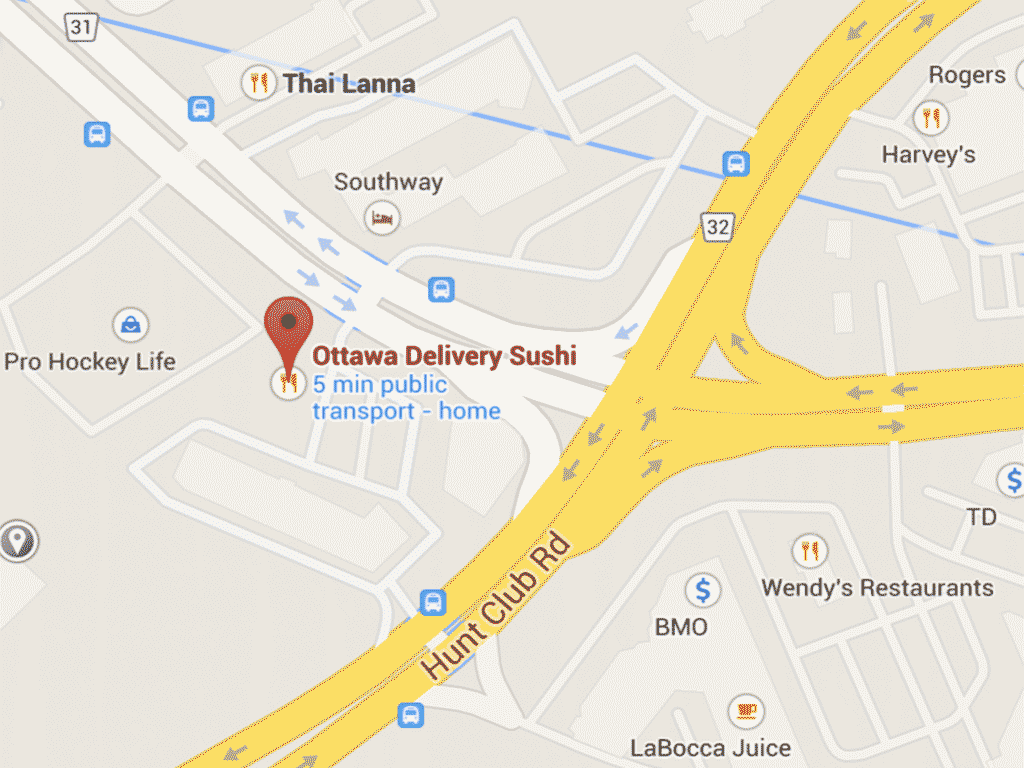 31
Thai Lanna
Rogers
Harvey's
Southway
32
Pro Hockey Life
Ottawa Delivery Sushi
5 min public
transport - home
$
TD
Hunt Club Rd
Wendy's Restaurants
$
BMO
LaBocca Juice